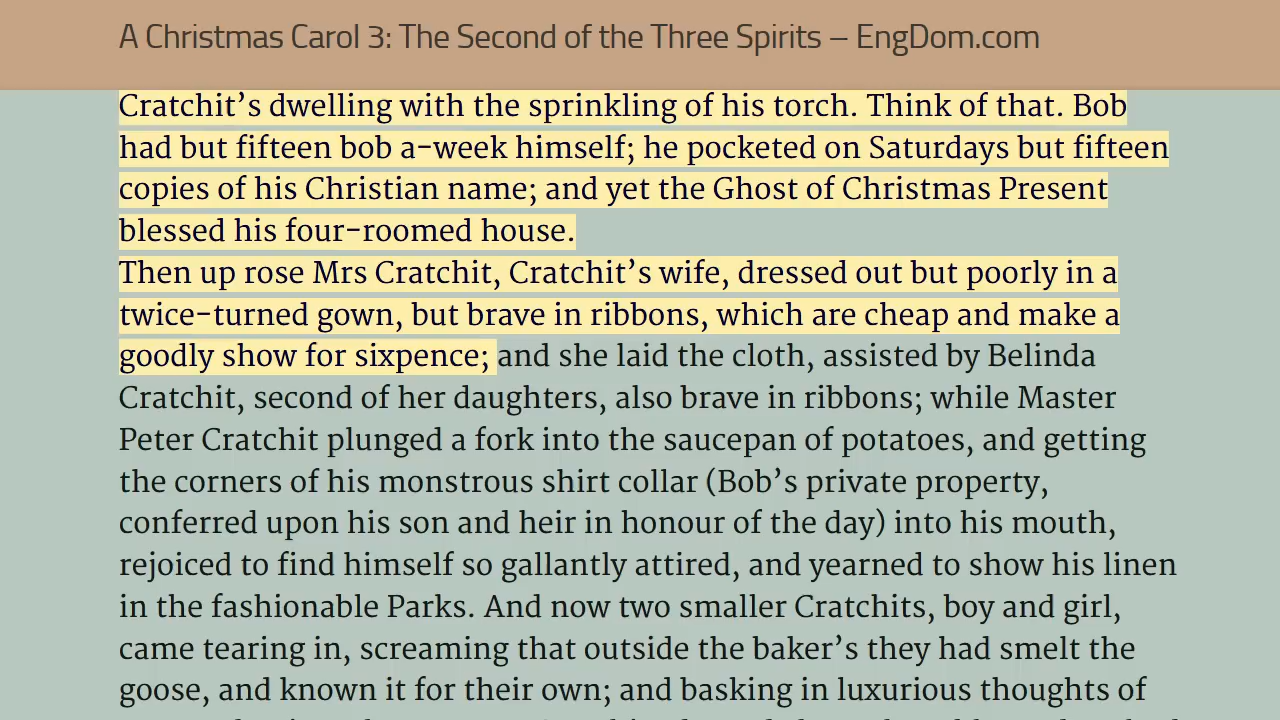 A Christmas Carol 3: The Second of the Three Spirits – EngDom.com
Cratchit’s dwelling with the sprinkling of his torch. Think of that. Bob
had but fifteen bob a-week himself; he pocketed on Saturdays but fifteen
copies of his Christian name; and yet the Ghost of Christmas Present
blessed his four-roomed house.
Then up rose Mrs Cratchit, Cratchit’s wife, dressed out but poorly in a
twice-turned gown, but brave in ribbons, which are cheap and make a
goodly show for sixpence; and she laid the cloth, assisted by Belinda
Cratchit, second of her daughters, also brave in ribbons; while Master
Peter Cratchit plunged a fork into the saucepan of potatoes, and getting
the corners of his monstrous shirt collar (Bob’s private property,
conferred upon his son and heir in honour of the day) into his mouth,
rejoiced to find himself so gallantly attired, and yearned to show his linen
in the fashionable Parks. And now two smaller Cratchits, boy and girl,
came tearing in, screaming that outside the baker’s they had smelt the
goose, and known it for their own; and basking in luxurious thoughts of